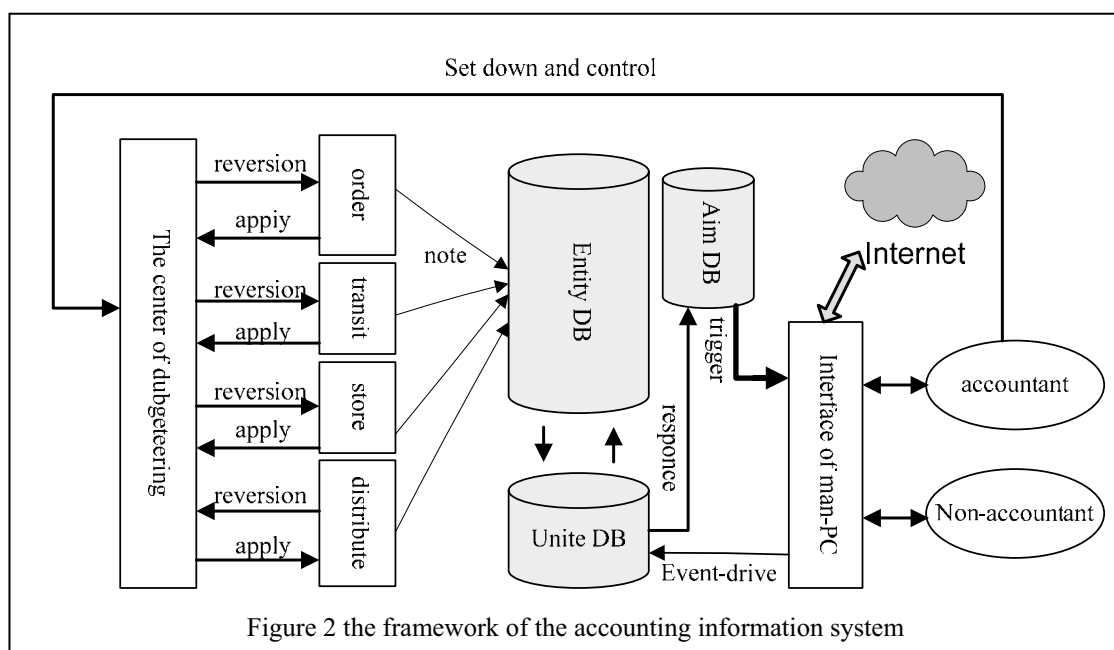 Set down and control
The center of dubgeteering
reversion
appiy
reversion
apply
reversion
apply
reversion
apply
order
transit
store
distribute
note
Entity DB
Unite DB
Aim DB
responce
trigger
Event-drive
Interface of man-PC
Internet
accountant
Non-accountant
Figure 2 the framework of the accounting information system